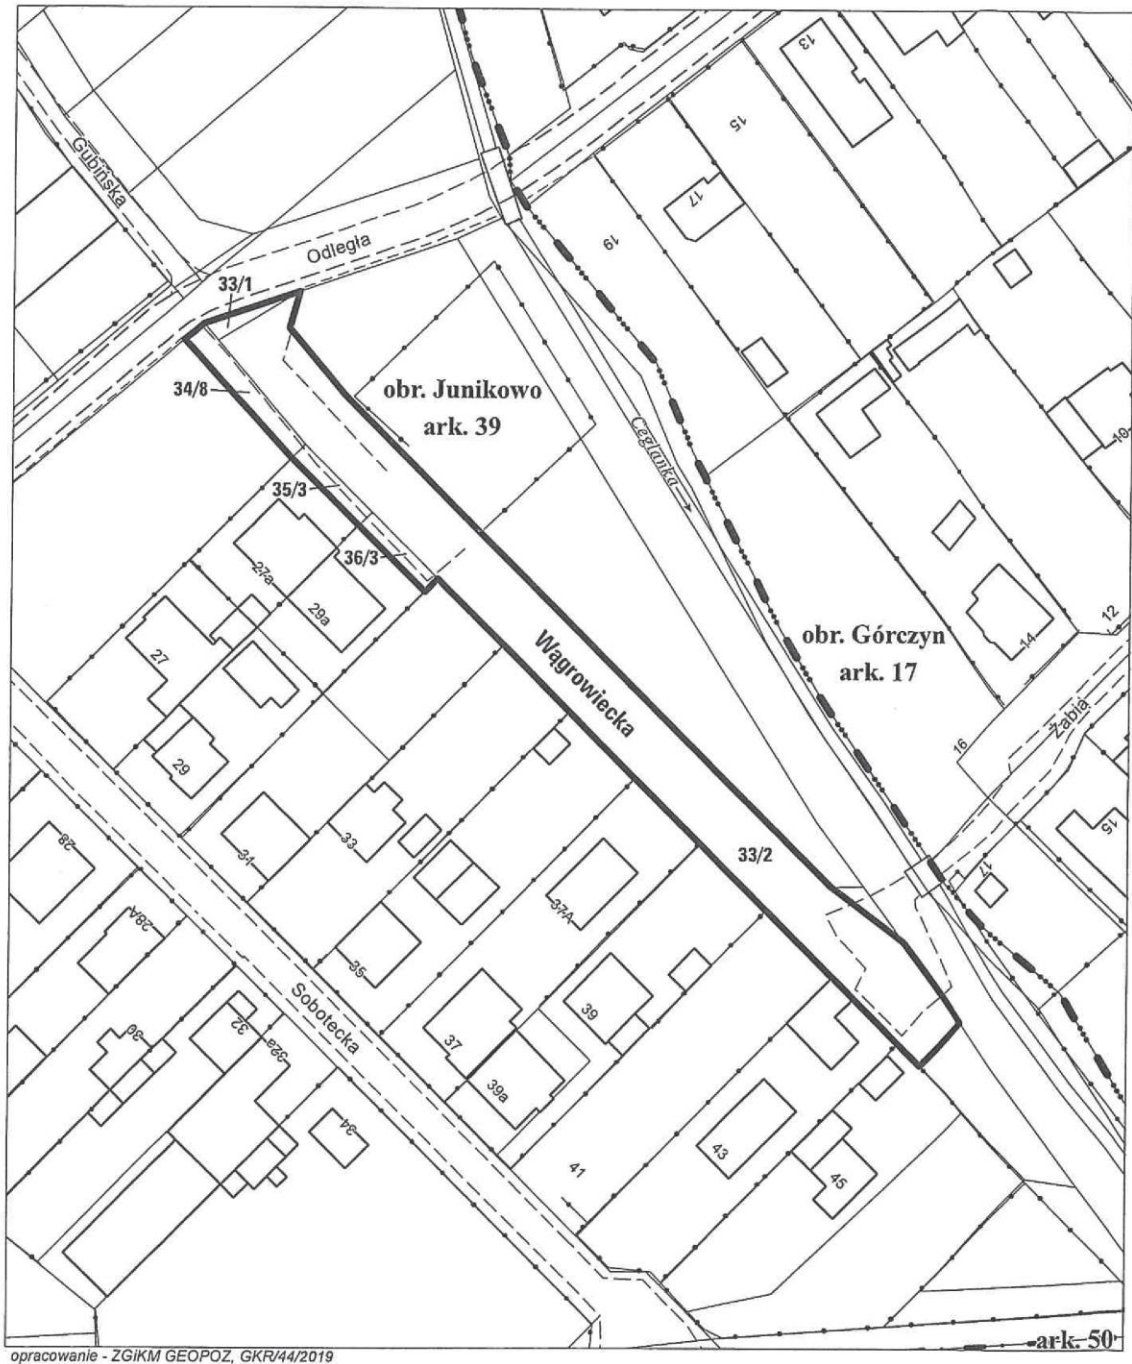 13
15
Gubińska
17
19
Odległa
33/1
34/8
obr. Junikowo
ark. 39
Ceglanka
10
35/3
36/3
27a
29a
27
12
14
obr. Górczyn
ark. 17
Wągrowiecka
Żabia
16
29
28
31
33
15
33/2
17
37A
28A
35
39
Sobotecka
32
30
32a
37
39a
34
43
41
45
ark. 50
opracowanie - ZGiKM GEOPOZ, GKR/44/2019